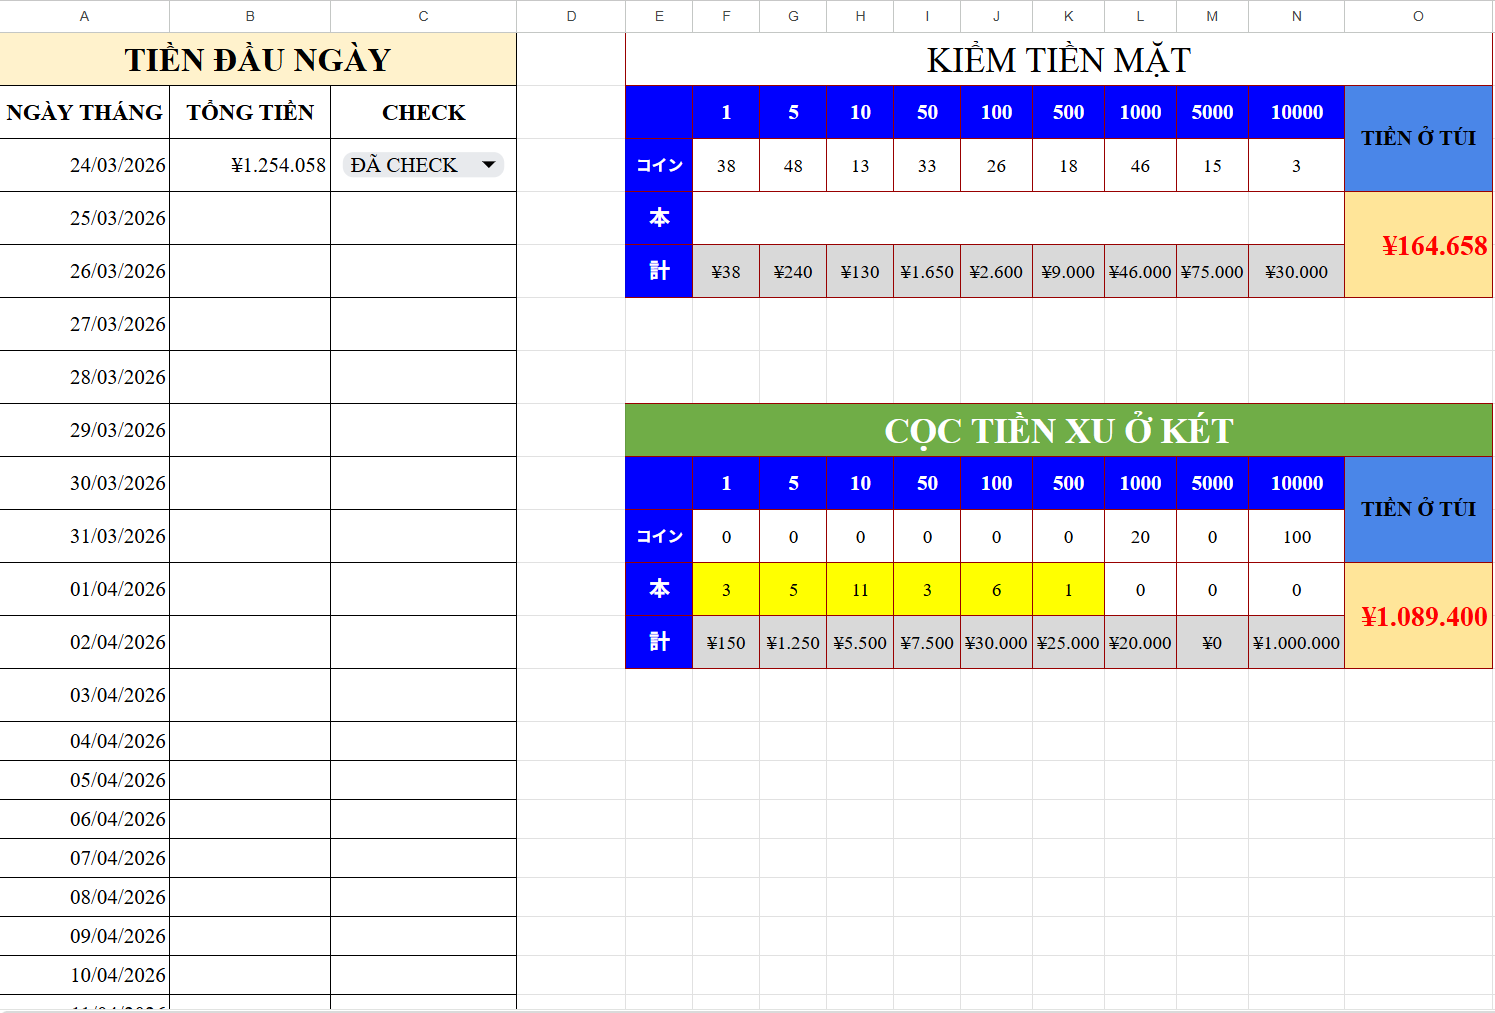 A B C D E F G H I J K L M N O
TIỀN ĐẦU NGÀY
NGÀY THÁNG TỔNG TIỀN CHECK
24/03/2026 ¥1.254.058 ĐÃ CHECK
25/03/2026
26/03/2026
27/03/2026
28/03/2026
29/03/2026
30/03/2026
31/03/2026
01/04/2026
02/04/2026
03/04/2026
04/04/2026
05/04/2026
06/04/2026
07/04/2026
08/04/2026
09/04/2026
10/04/2026
KIỂM TIỀN MẶT
1 5 10 50 100 500 1000 5000 10000 TIỀN Ở TÚI
コイン 38 48 13 33 26 18 46 15 3
本 ¥164.658
計 ¥38 ¥240 ¥130 ¥1.650 ¥2.600 ¥9.000 ¥46.000 ¥75.000 ¥30.000
CỌC TIỀN XU Ở KÉT
1 5 10 50 100 500 1000 5000 10000 TIỀN Ở TÚI
コイン 0 0 0 0 0 0 20 0 100
本 3 5 11 3 6 1 0 0 0 ¥1.089.400
計 ¥150 ¥1.250 ¥5.500 ¥7.500 ¥30.000 ¥25.000 ¥20.000 ¥0 ¥1.000.000